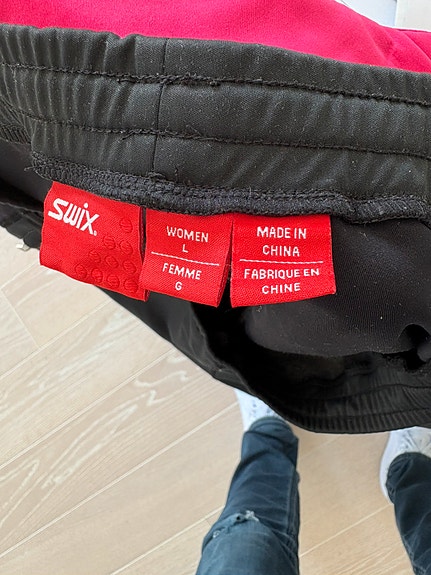 SWIX.
WOMEN
L
FEMME
G
MADE IN
CHINA
FABRIQUE EN
CHINE